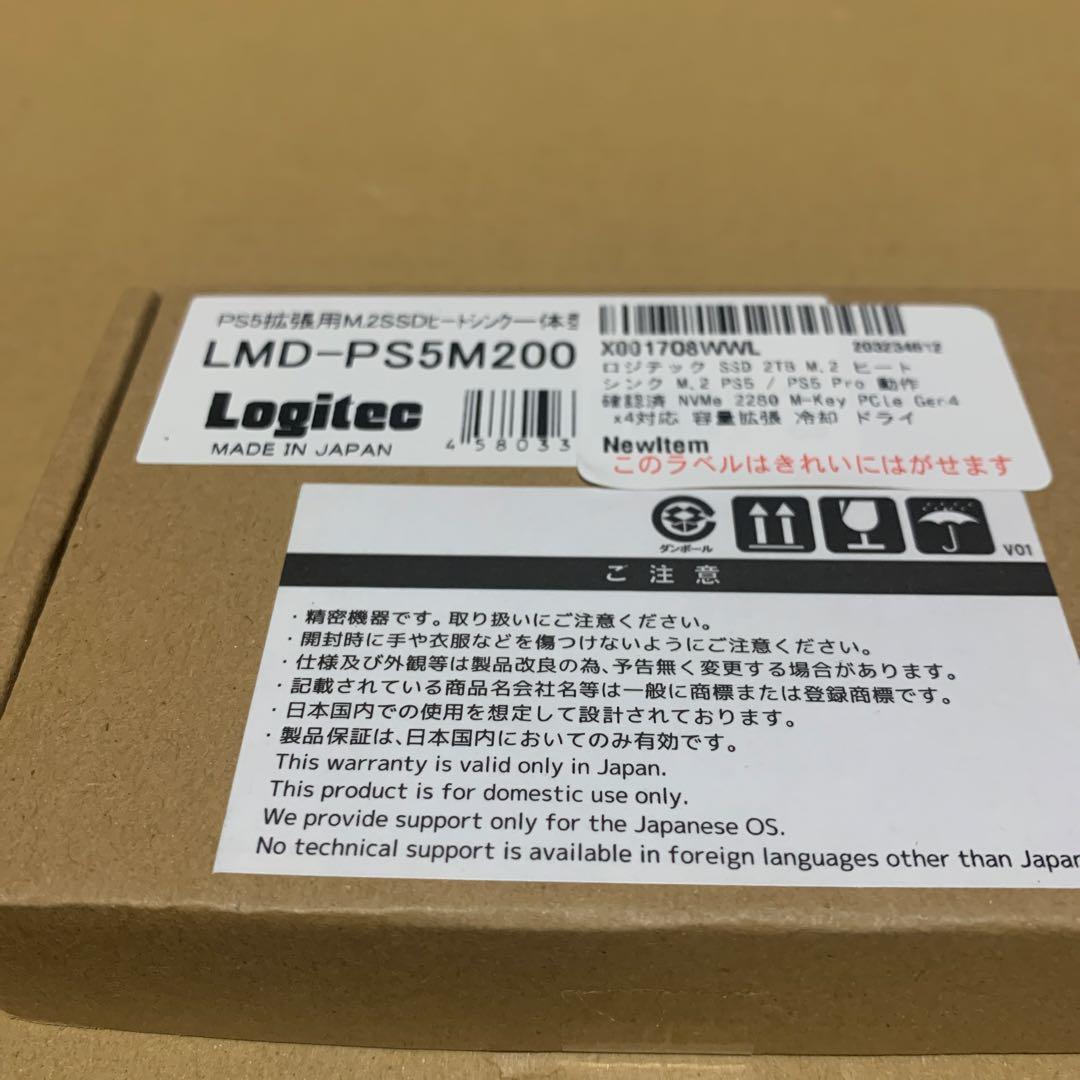 PS5拡張用M.2SSDヒートシンク一体型
LMD-PS5M200
Logitec
MADE IN JAPAN
458033
X001708WWL
203234612
ロジテック SSD 2TB M.2 ヒート
シンク M.2 PS5 / PS5 Pro 動作
確認済 NVMe 2280 M-Key PCIe Gen4
x4対応 容量拡張 冷却 ドライ
NewItem
このラベルはきれいにはがせます
ダンボール
V01
ご注意
・精密機器です。取り扱いにご注意ください。
・開封時に手や衣服などを傷つけないようにご注意ください。
・仕様及び外観等は製品改良の為、予告無く変更する場合があります。
・記載されている商品名会社名等は一般に商標または登録商標です。
・日本国内での使用を想定して設計されております。
・製品保証は、日本国内においてのみ有効です。
This warranty is valid only in Japan.
This product is for domestic use only.
We provide support only for the Japanese OS.
No technical support is available in foreign languages other than Japan